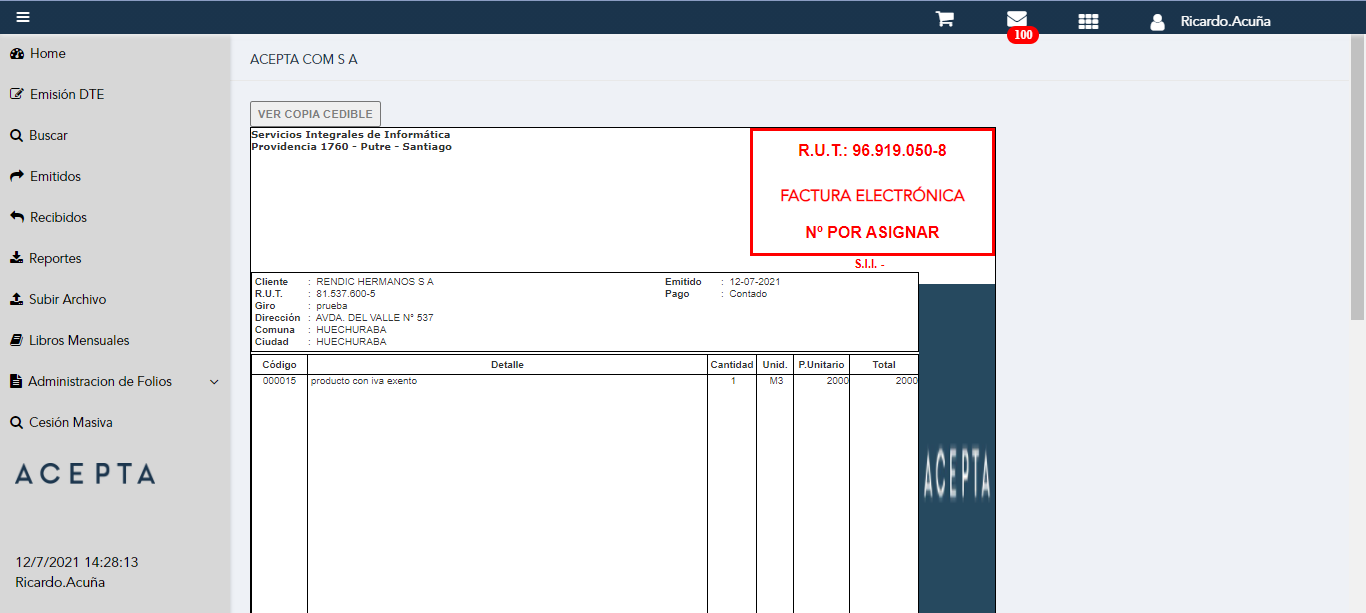 Ricardo.Acuña
100
Home
Emisión DTE
Buscar
Emitidos
Recibidos
Reportes
Subir Archivo
Libros Mensuales
Administracion de Folios
Cesión Masiva
ACEPTA
12/7/2021 14:28:13
Ricardo.Acuña
ACEPTA COM S A
VER COPIA CEDIBLE
Servicios Integrales de Informática
Providencia 1760 - Putre - Santiago
R.U.T.: 96.919.050-8
FACTURA ELECTRÓNICA
Nº POR ASIGNAR
S.I.I. -
Cliente : RENDIC HERMANOS S A Emitido : 12-07-2021
R.U.T. : 81.537.600-5 Pago : Contado
Giro : prueba
Dirección : AVDA. DEL VALLE N° 537
Comuna : HUECHURABA
Ciudad : HUECHURABA
Código Detalle Cantidad Unid. P.Unitario Total
000015 producto con iva exento 1 M3 2000 2000
ACEPTA